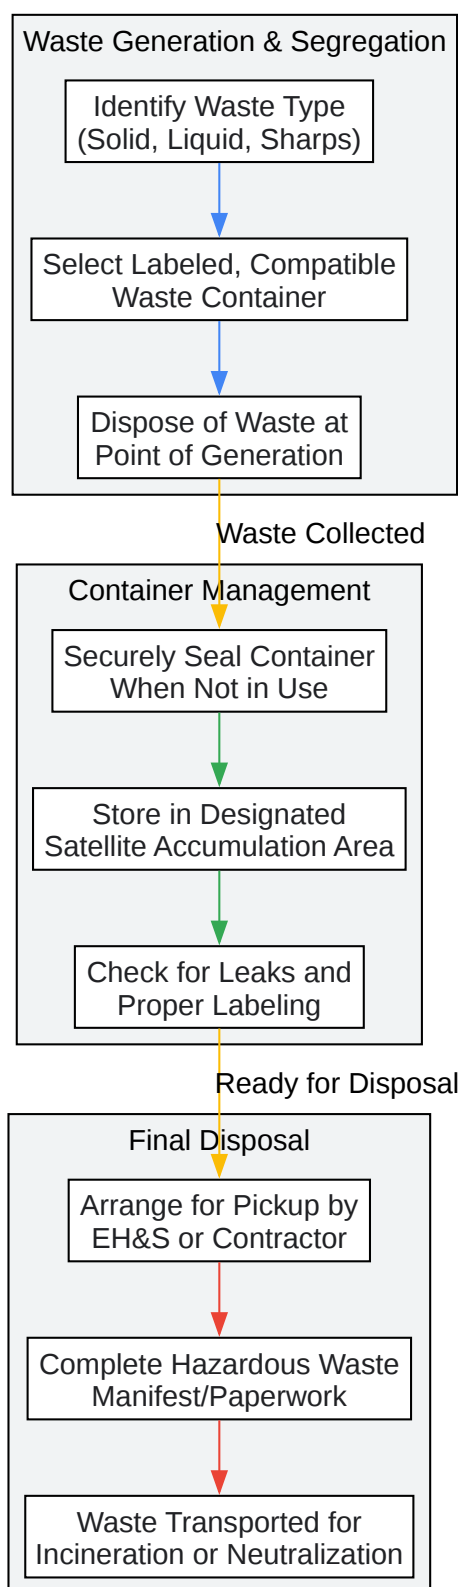 Waste Generation & Segregation
Identify Waste Type
(Solid, Liquid, Sharps)
Select Labeled, Compatible
Waste Container
Dispose of Waste at
Point of Generation
Waste Collected
Container Management
Securely Seal Container
When Not in Use
Store in Designated
Satellite Accumulation Area
Check for Leaks and
Proper Labeling
Ready for Disposal
Final Disposal
Arrange for Pickup by
EH&S or Contractor
Complete Hazardous Waste
Manifest/Paperwork
Waste Transported for
Incineration or Neutralization